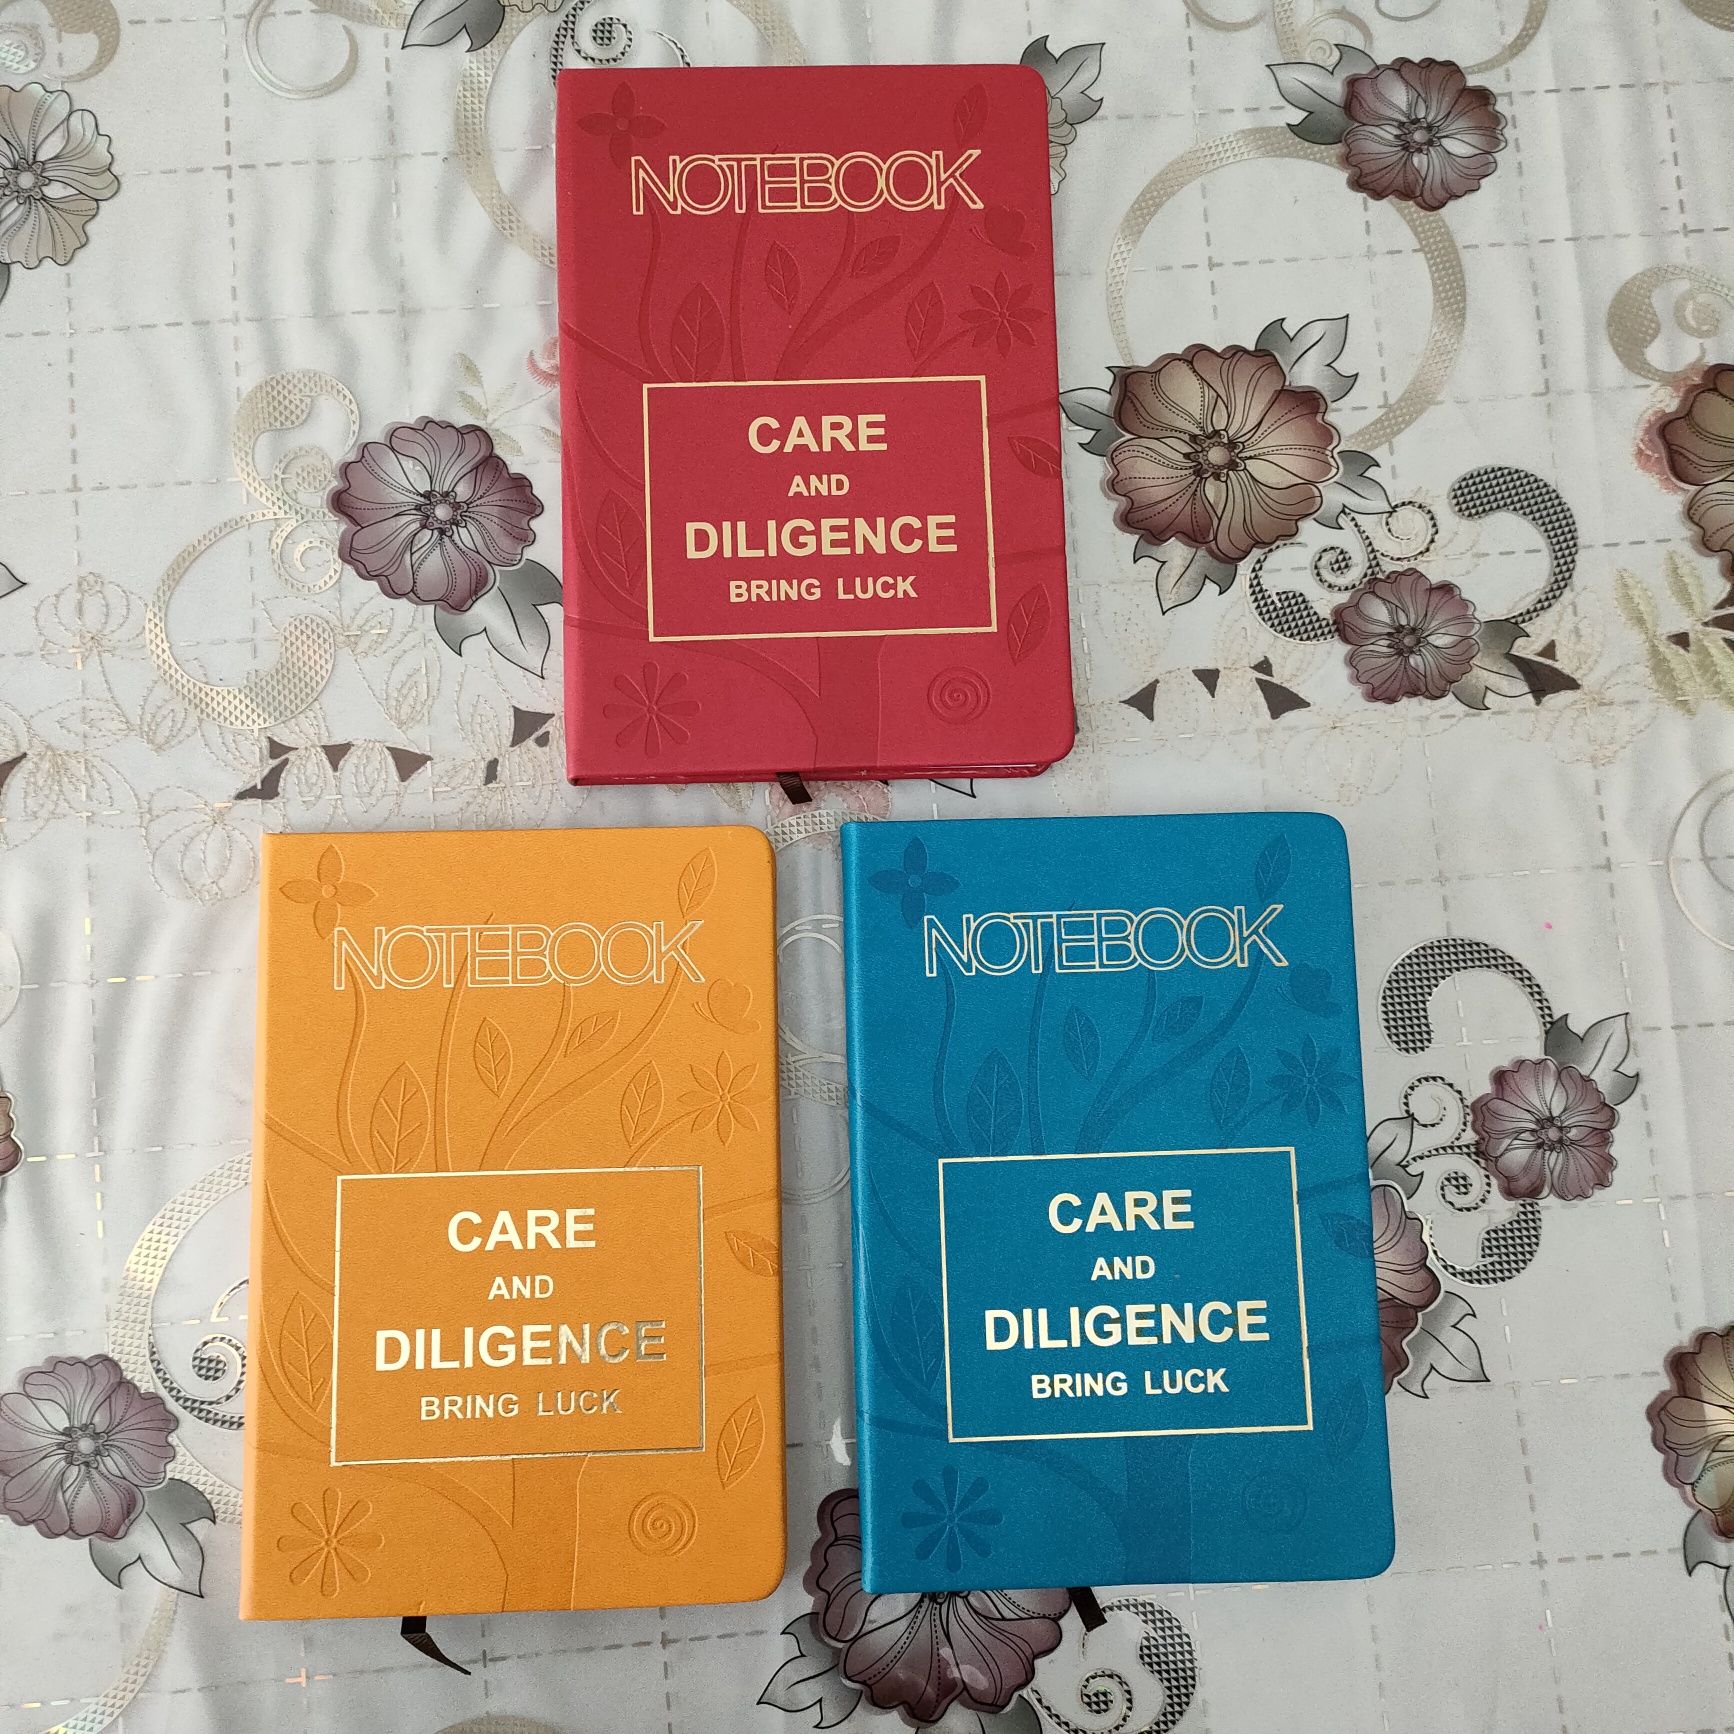 NOTEBOOK
CARE
AND
DILIGENCE
BRING LUCK
NOTEBOOK
CARE
AND
DILIGENCE
BRING LUCK
NOTEBOOK
CARE
AND
DILIGENCE
BRING LUCK